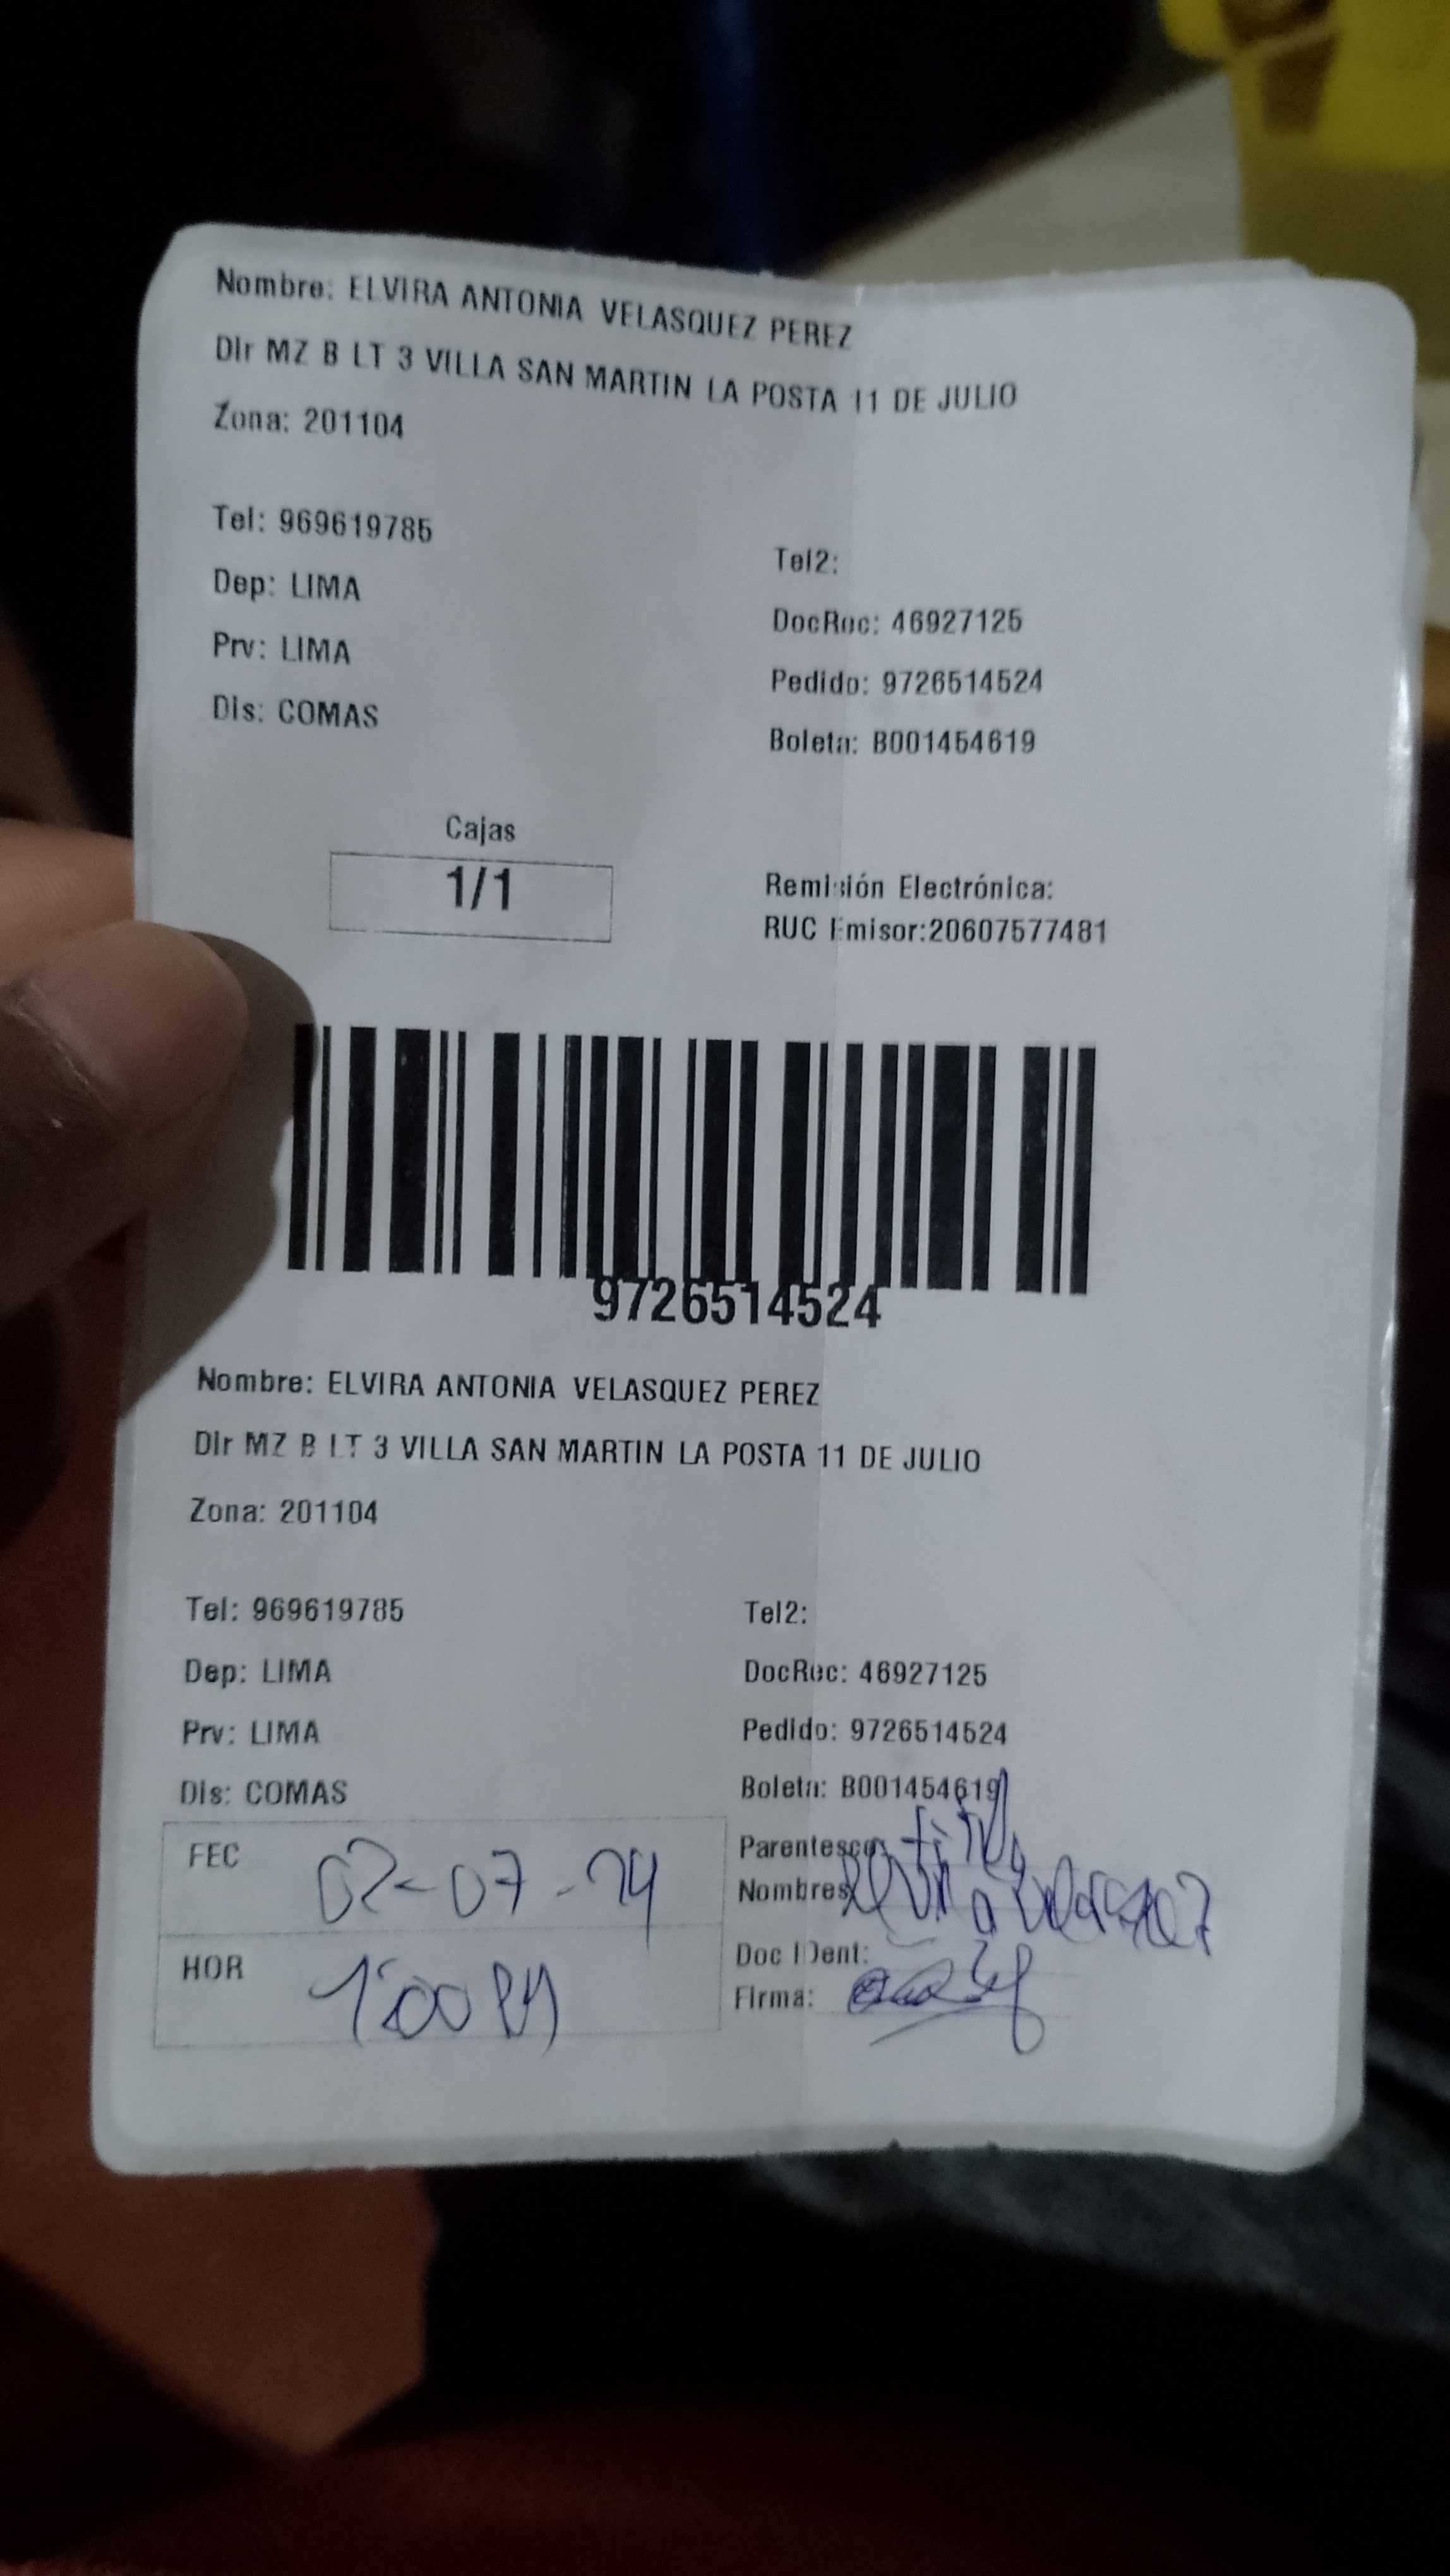 Nombre: ELVIRA ANTONIA VELASQUEZ PEREZ
Dir MZ B LT 3 VILLA SAN MARTIN LA POSTA 11 DE JULIO
Zona: 201104
Tel: 969619785
Tel2:
Dep: LIMA
DocRec: 46927125
Prv: LIMA
Pedido: 9726514524
Dis: COMAS
Boleta: B001454619
Cajas
1/1
Remisión Electrónica:
RUC Emisor:20607577481
9726514524
Nombre: ELVIRA ANTONIA VELASQUEZ PEREZ
Dir MZ B LT 3 VILLA SAN MARTIN LA POSTA 11 DE JULIO
Zona: 201104
Tel: 969619785
Tel2:
Dep: LIMA
DocRec: 46927125
Prv: LIMA
Pedido: 9726514524
Dis: COMAS
Boleta: B001454619
FEC 02-07-24
Parentesco:
Nombres: elvira velasquez
HOR 1:00 PM
Doc IDent:
Firma: